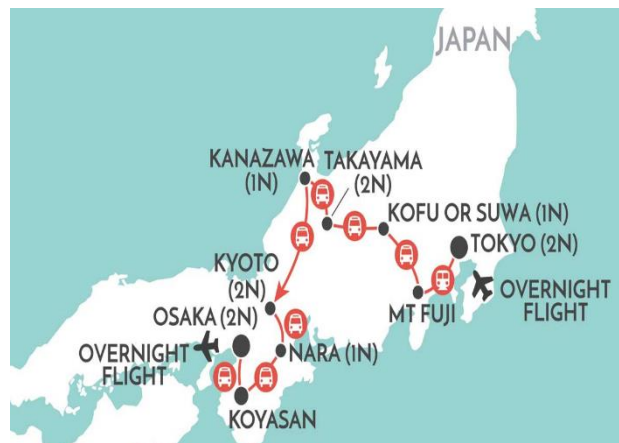 JAPAN
KANAZAWA
(1N)
TAKAYAMA
(2N)
KOFU OR SUWA (1N)
TOKYO (2N)
OVERNIGHT
FLIGHT
MT FUJI
KYOTO
(2N)
OSAKA (2N)
OVERNIGHT
FLIGHT
NARA (1N)
KOYASAN